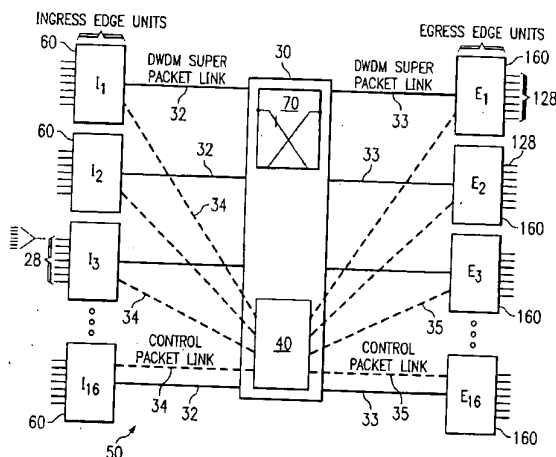 INGRESS EDGE UNITS
EGRESS EDGE UNITS
60
30
160
DWDM SUPER
PACKET LINK
DWDM SUPER
PACKET LINK
I1
70
E1
128
32
33
60
128
I2
32
33
E2
34
160
28
I3
E3
34
35
160
40
CONTROL
PACKET LINK
CONTROL
PACKET LINK
I16
E16
34
32
33
35
60
50
160